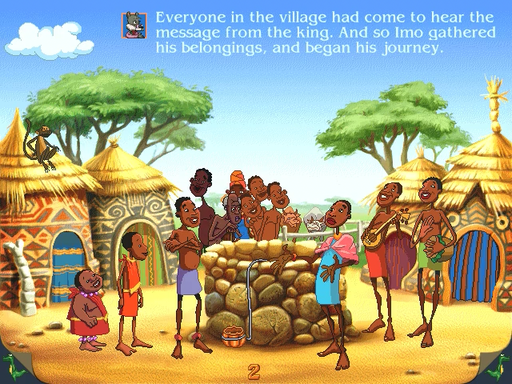 Everyone in the village had come to hear the
message from the king. And so Imo gathered
his belongings, and began his journey.
2